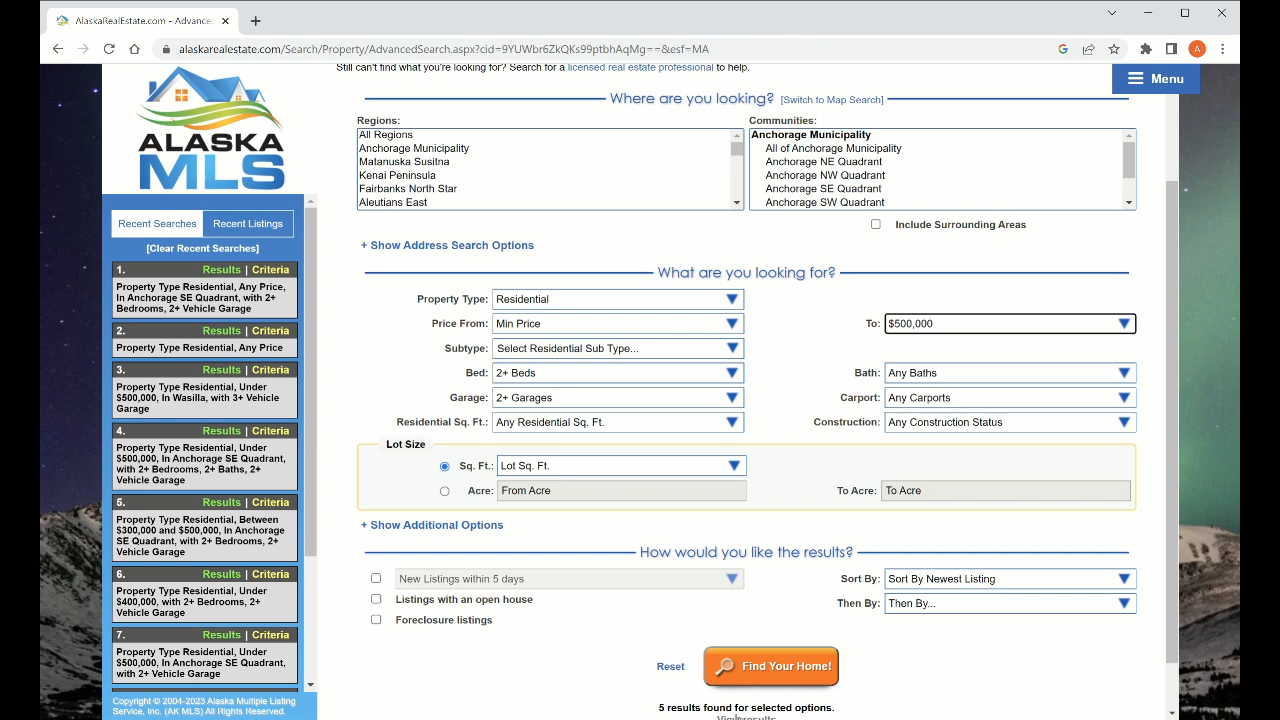 AlaskaRealEstate.com - Advance
alaskarealestate.com/Search/Property/AdvancedSearch.aspx?cid=9YUWbr6ZkQKs99ptbhAqMg==&esf=MA
A
Still can't find what you're looking for? Search for a licensed real estate professional to help.
Menu
ALASKA
MLS
Where are you looking? [Switch to Map Search]
Regions:
All Regions
Anchorage Municipality
Matanuska Susitna
Kenai Peninsula
Fairbanks North Star
Aleutians East
Communities:
Anchorage Municipality
All of Anchorage Municipality
Anchorage NE Quadrant
Anchorage NW Quadrant
Anchorage SE Quadrant
Anchorage SW Quadrant
Include Surrounding Areas
+ Show Address Search Options
What are you looking for?
Property Type: Residential
Price From: Min Price To: $500,000
Subtype: Select Residential Sub Type...
Bed: 2+ Beds Bath: Any Baths
Garage: 2+ Garages Carport: Any Carports
Residential Sq. Ft.: Any Residential Sq. Ft. Construction: Any Construction Status
Lot Size
Sq. Ft.: Lot Sq. Ft.
Acre: From Acre To Acre: To Acre
+ Show Additional Options
How would you like the results?
New Listings within 5 days Sort By: Sort By Newest Listing
Listings with an open house Then By: Then By...
Foreclosure listings
Reset Find Your Home!
5 results found for selected options.
Recent Searches Recent Listings
[Clear Recent Searches]
1. Results | Criteria
Property Type Residential, Any Price,
In Anchorage SE Quadrant, with 2+
Bedrooms, 2+ Vehicle Garage
2. Results | Criteria
Property Type Residential, Any Price
3. Results | Criteria
Property Type Residential, Under
$500,000, In Wasilla, with 3+ Vehicle
Garage
4. Results | Criteria
Property Type Residential, Under
$500,000, In Anchorage SE Quadrant,
with 2+ Bedrooms, 2+ Baths, 2+
Vehicle Garage
5. Results | Criteria
Property Type Residential, Between
$300,000 and $500,000, In Anchorage
SE Quadrant, with 2+ Bedrooms, 2+
Vehicle Garage
6. Results | Criteria
Property Type Residential, Under
$400,000, with 2+ Bedrooms, 2+
Vehicle Garage
7. Results | Criteria
Property Type Residential, Under
$500,000, In Anchorage SE Quadrant,
with 2+ Vehicle Garage
Copyright © 2004-2023 Alaska Multiple Listing
Service, Inc. (AK MLS) All Rights Reserved.